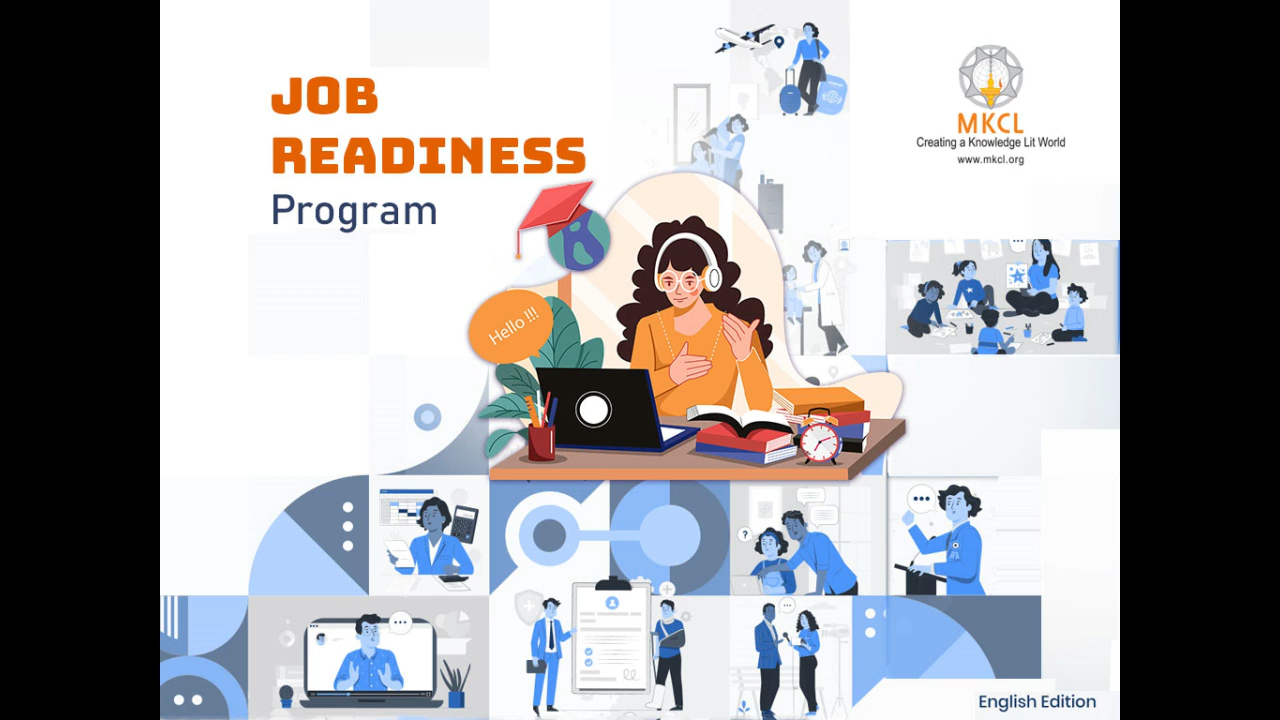 JOB
READINESS
Program
MKCL
Creating a Knowledge Lit World
www.mkcl.org
Hello !!!
?
English Edition